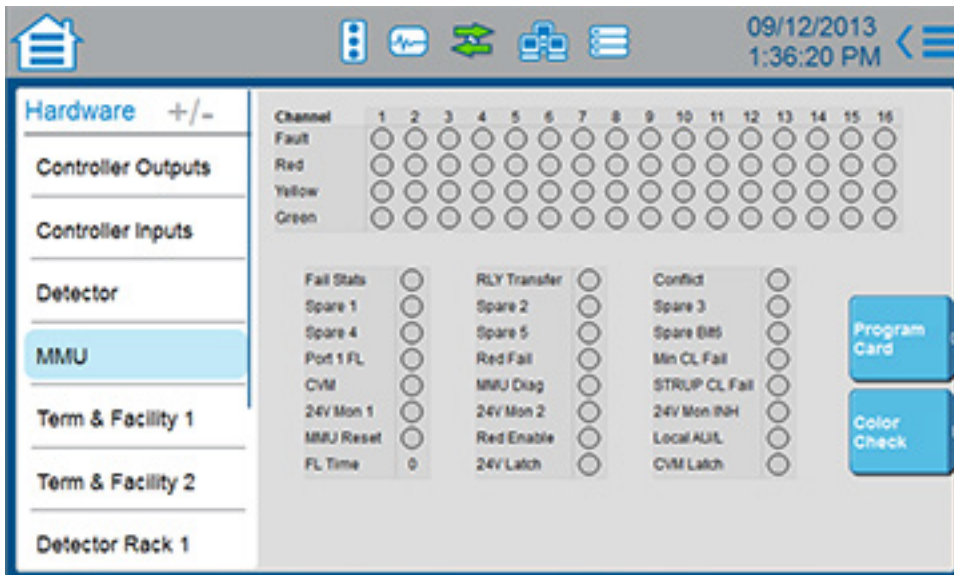 09/12/2013
1:36:20 PM
Hardware +/-
Controller Outputs
Controller Inputs
Detector
MMU
Term & Facility 1
Term & Facility 2
Detector Rack 1
Channel 1 2 3 4 5 6 7 8 9 10 11 12 13 14 15 16
Fault
Red
Yellow
Green
Fail Stats RLY Transfer Conflict
Spare 1 Spare 2 Spare 3
Spare 4 Spare 5 Spare Bit6
Port 1 FL Red Fail Min CL Fail
CVM MMU Diag STRUP CL Fail
24V Mon 1 24V Mon 2 24V Mon INH
MMU Reset Red Enable Local AU/L
FL Time 0 24V Latch CVM Latch
Program
Card
Color
Check